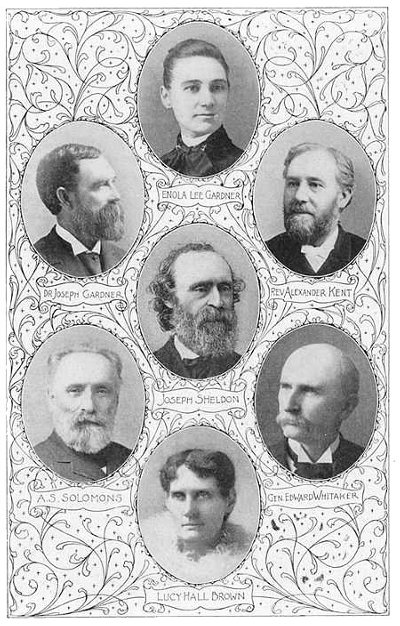 ENOLA LEE GARDNER
DR JOSEPH GARDNER
REV ALEXANDER KENT
JOSEPH SHELDON
A.S. SOLOMONS
GEN. EDWARD WHITAKER
LUCY HALL BROWN